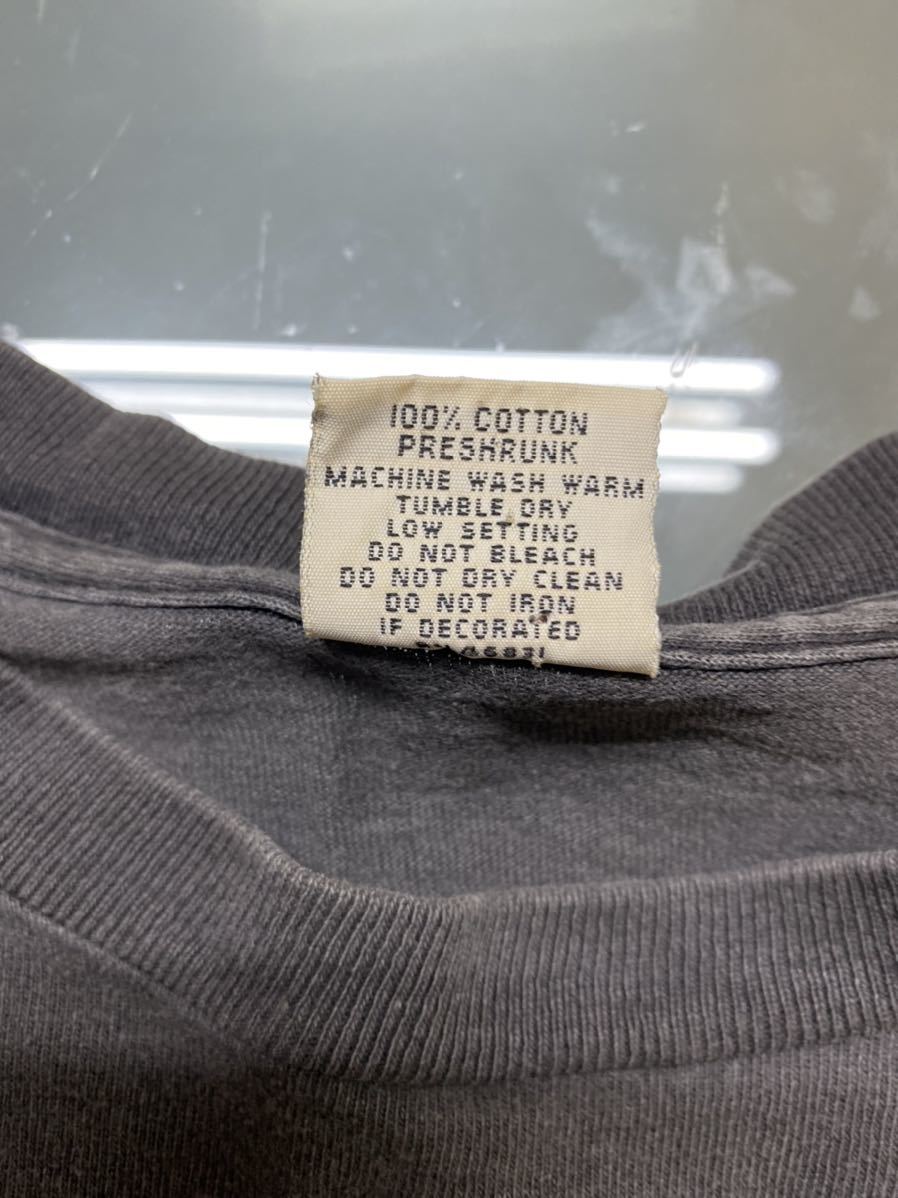 100% COTTON
PRESHRUNK
MACHINE WASH WARM
TUMBLE DRY
LOW SETTING
DO NOT BLEACH
DO NOT DRY CLEAN
DO NOT IRON
IF DECORATED